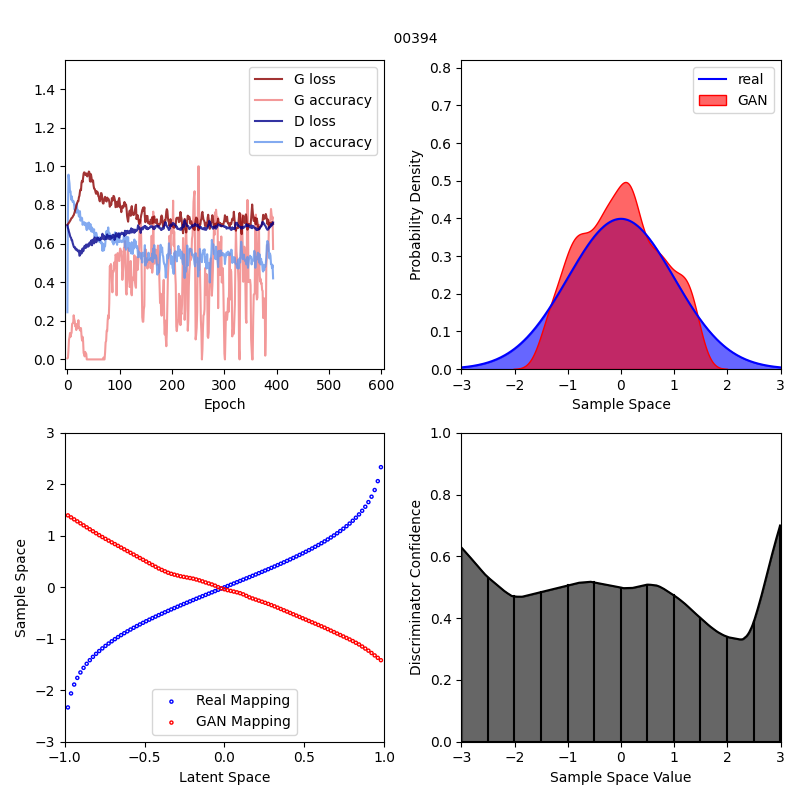 00394
G loss
G accuracy
D loss
D accuracy
1.4
1.2
1.0
0.8
0.6
0.4
0.2
0.0
0 100 200 300 400 500 600
Epoch
real
GAN
Probability Density
0.8
0.7
0.6
0.5
0.4
0.3
0.2
0.1
0.0
−3 −2 −1 0 1 2 3
Sample Space
Sample Space
3
2
1
0
−1
−2
−3
Real Mapping
GAN Mapping
−1.0 −0.5 0.0 0.5 1.0
Latent Space
Discriminator Confidence
1.0
0.8
0.6
0.4
0.2
0.0
−3 −2 −1 0 1 2 3
Sample Space Value